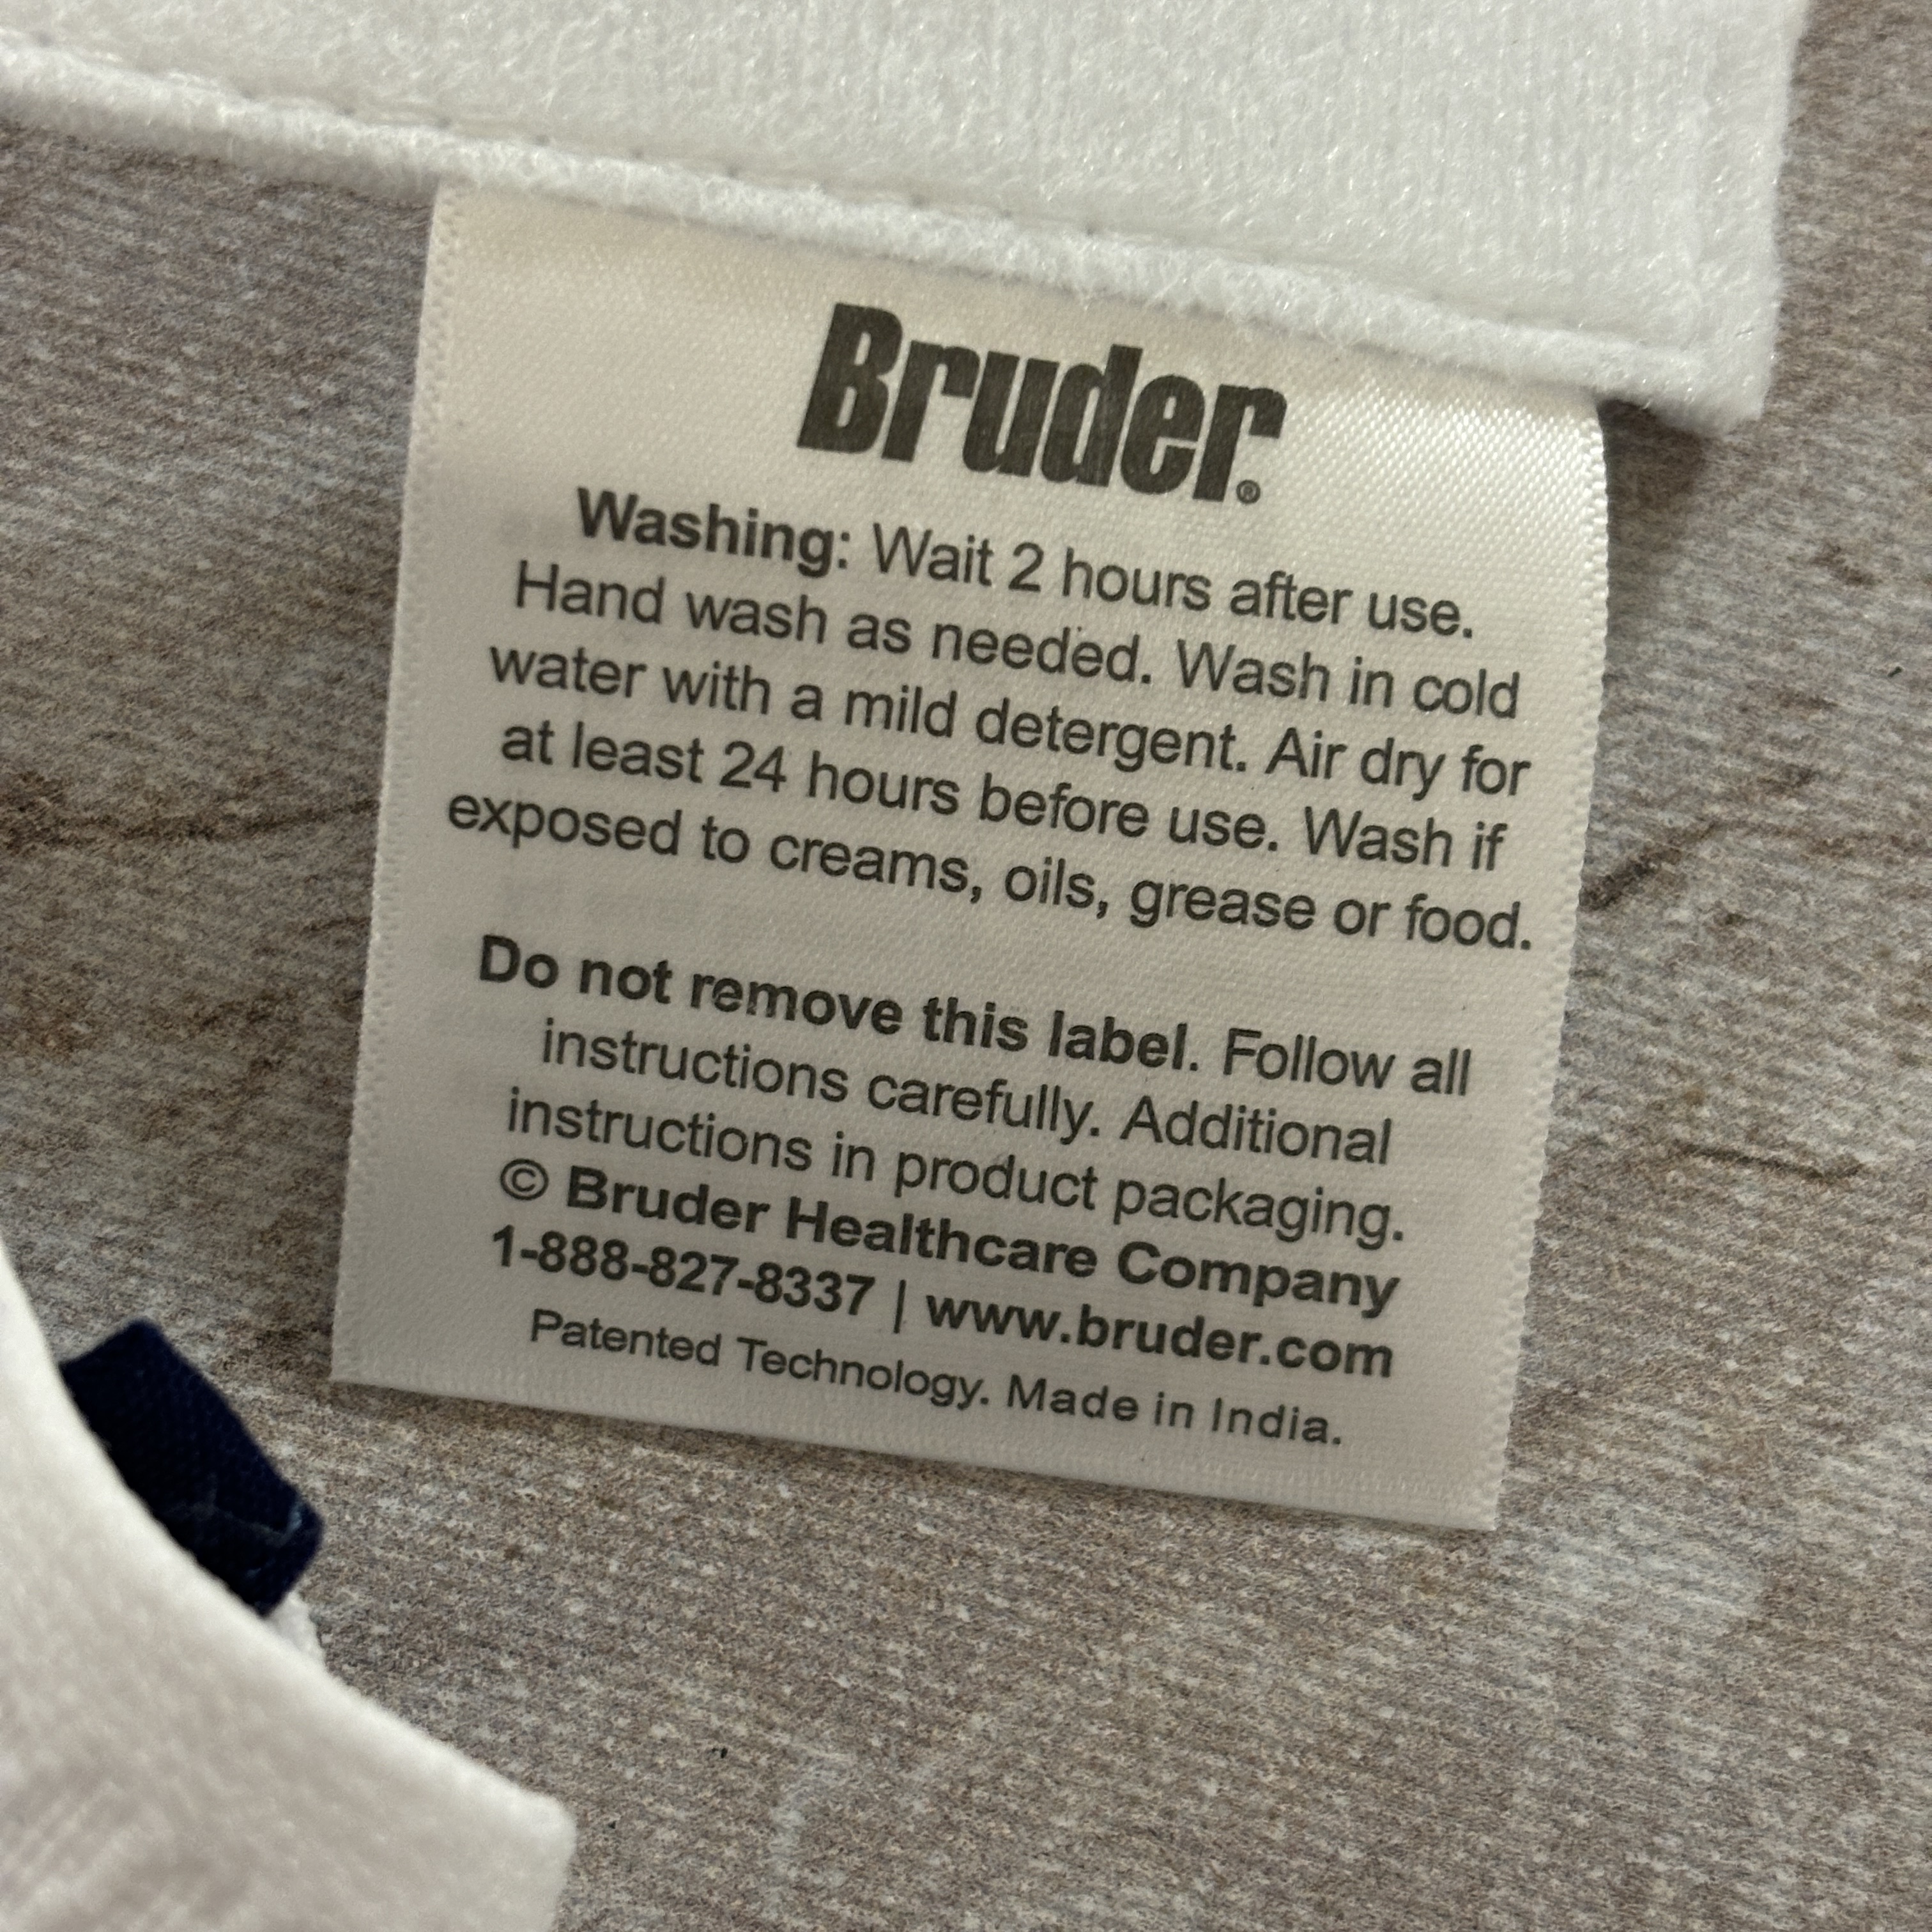 Bruder®
Washing: Wait 2 hours after use.
Hand wash as needed. Wash in cold
water with a mild detergent. Air dry for
at least 24 hours before use. Wash if
exposed to creams, oils, grease or food.
Do not remove this label. Follow all
instructions carefully. Additional
instructions in product packaging.
© Bruder Healthcare Company
1-888-827-8337 | www.bruder.com
Patented Technology. Made in India.